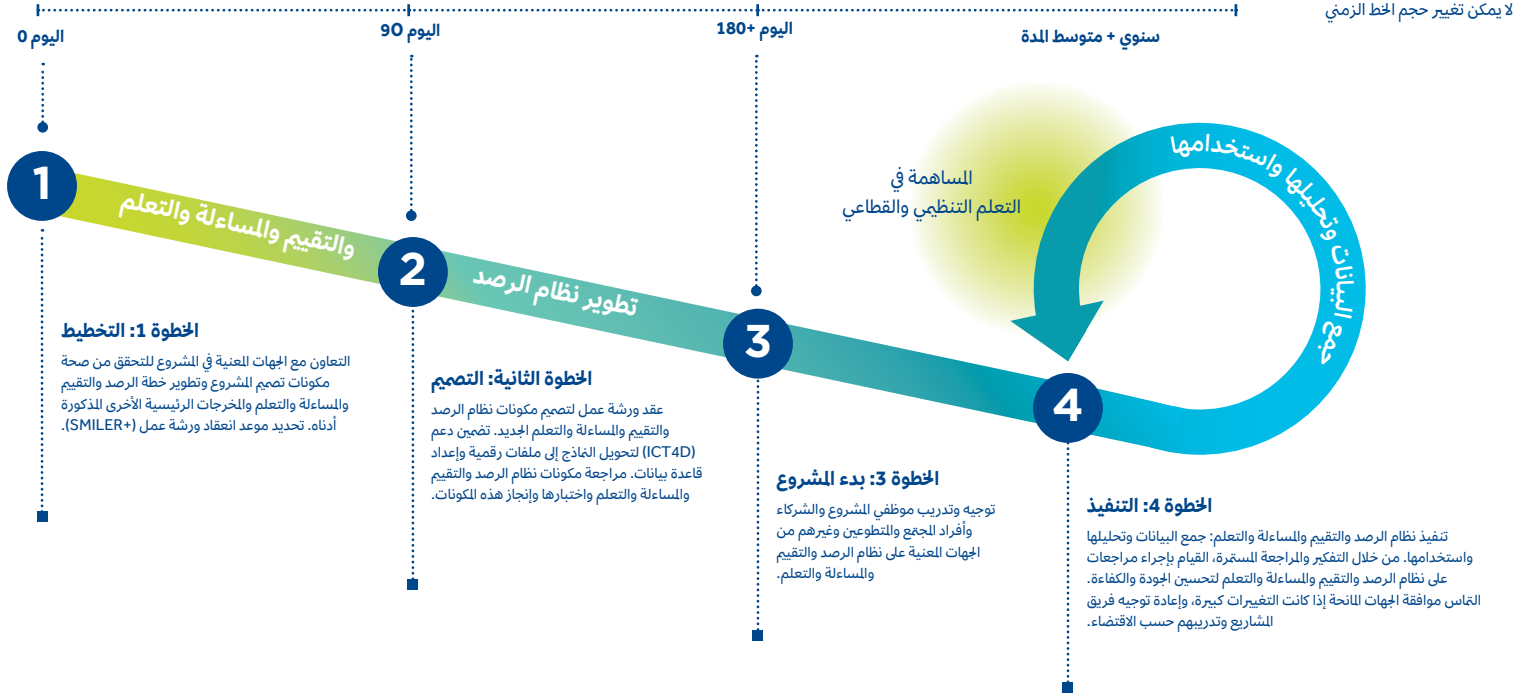 لا يمكن تغيير حجم الخط الزمني
اليوم 0
اليوم 90
اليوم +180
سنوي + متوسط المدة
1
والتقييم والمساءلة والتعلم
2
تطوير نظام الرصد
3
4
جمع البيانات وتحليلها واستخدامها
المساهمة في
التعلم التنظيمي والقطاعي
الخطوة 1: التخطيط
التعاون مع الجهات المعنية في المشروع للتحقق من صحة
مكونات تصميم المشروع وتطوير خطة الرصد والتقييم
والمساءلة والتعلم والمخرجات الرئيسية الأخرى المذكورة
أدناه. تحديد موعد انعقاد ورشة عمل (SMILER+).
الخطوة الثانية: التصميم
عقد ورشة عمل لتصميم مكونات نظام الرصد
والتقييم والمساءلة والتعلم الجديد. تضمين دعم
(ICT4D) لتحويل النماذج إلى ملفات رقمية وإعداد
قاعدة بيانات. مراجعة مكونات نظام الرصد والتقييم
والمساءلة والتعلم واختبارها وإنجاز هذه المكونات.
الخطوة 3: بدء المشروع
توجيه وتدريب موظفي المشروع والشركاء
وأفراد المجتمع والمتطوعين وغيرهم من
الجهات المعنية على نظام الرصد والتقييم
والمساءلة والتعلم.
الخطوة 4: التنفيذ
تنفيذ نظام الرصد والتقييم والمساءلة والتعلم: جمع البيانات وتحليلها
واستخدامها. من خلال التفكير والمراجعة المستمرة، القيام بإجراء مراجعات
على نظام الرصد والتقييم والمساءلة والتعلم لتحسين الجودة والكفاءة.
التماس موافقة الجهات المانحة إذا كانت التغييرات كبيرة، وإعادة توجيه فريق
المشاريع وتدريبهم حسب الاقتضاء.